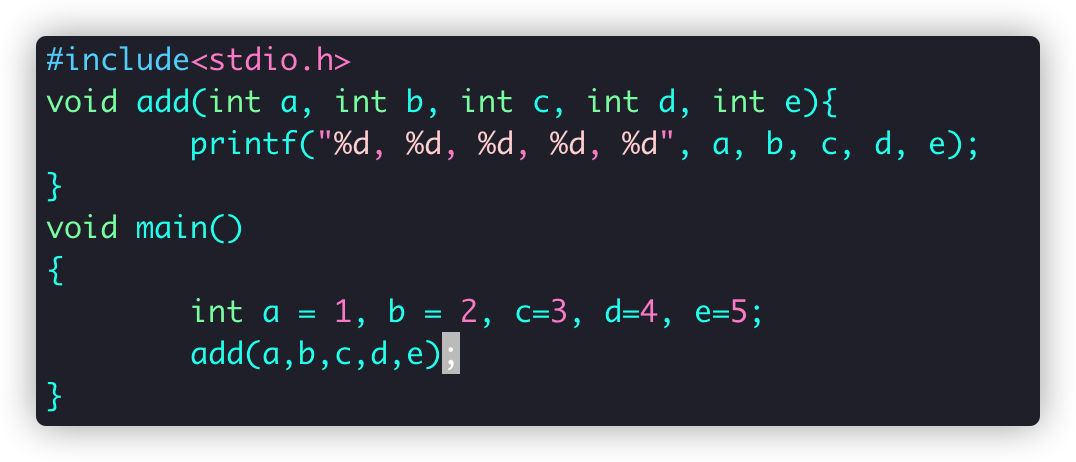 #include<stdio.h>
void add(int a, int b, int c, int d, int e){
        printf("%d, %d, %d, %d, %d", a, b, c, d, e);
}
void main()
{
        int a = 1, b = 2, c=3, d=4, e=5;
        add(a,b,c,d,e);
}